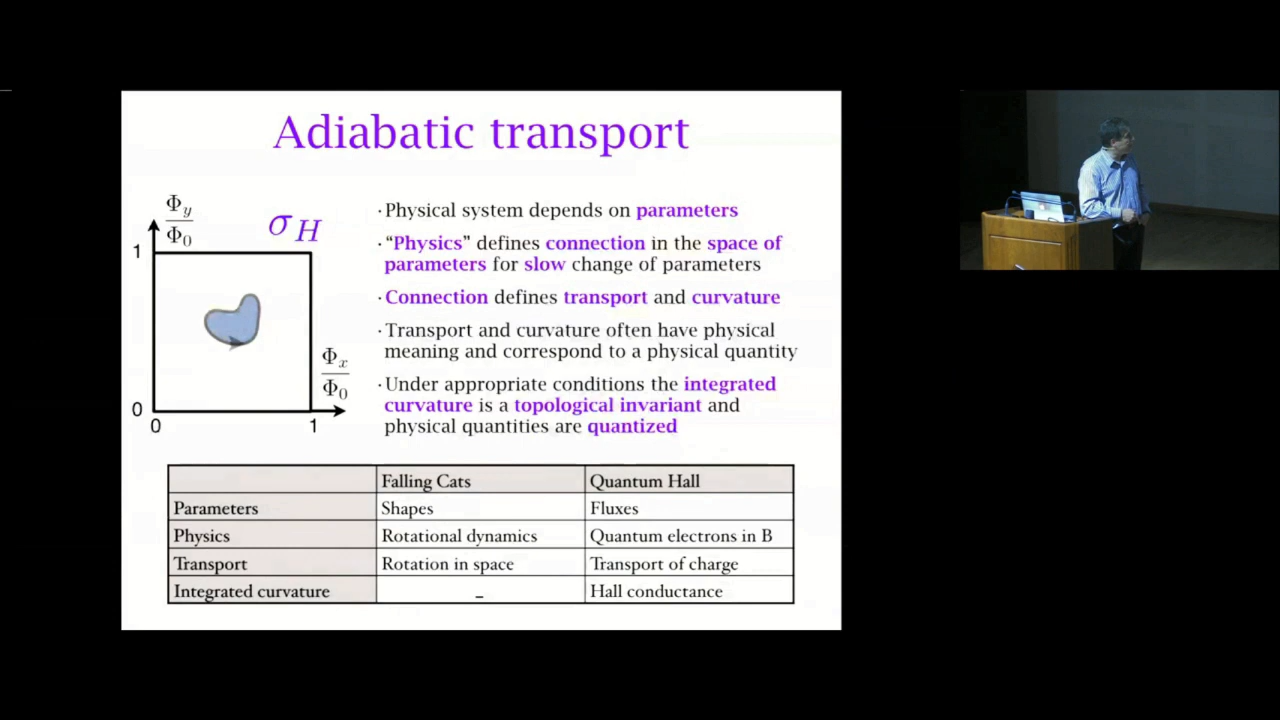 Adiabatic transport
Φy
Φ0
σH
1
0
0
1
Φx
Φ0
·Physical system depends on parameters
·“Physics” defines connection in the space of
parameters for slow change of parameters
·Connection defines transport and curvature
·Transport and curvature often have physical
meaning and correspond to a physical quantity
·Under appropriate conditions the integrated
curvature is a topological invariant and
physical quantities are quantized
Falling Cats Quantum Hall
Parameters Shapes Fluxes
Physics Rotational dynamics Quantum electrons in B
Transport Rotation in space Transport of charge
Integrated curvature – Hall conductance